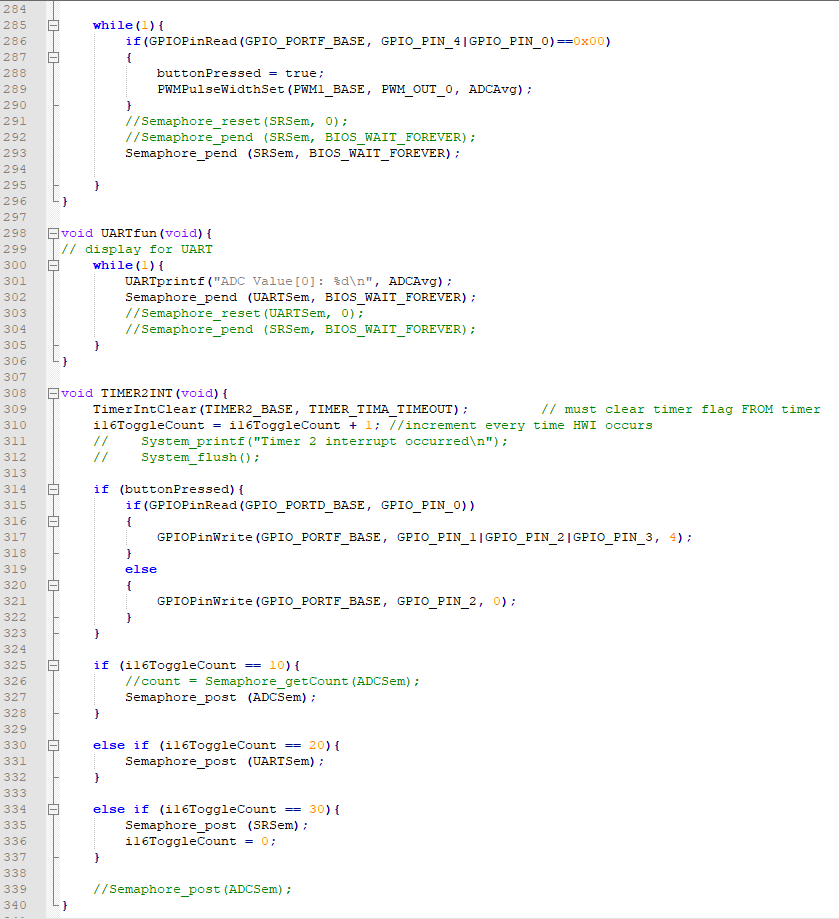 284
285 while(1){
286 if(GPIOPinRead(GPIO_PORTF_BASE, GPIO_PIN_4|GPIO_PIN_0)==0x00)
287 {
288 buttonPressed = true;
289 PWMPulseWidthSet(PWM1_BASE, PWM_OUT_0, ADCAvg);
290 }
291 //Semaphore_reset(SRSem, 0);
292 //Semaphore_pend (SRSem, BIOS_WAIT_FOREVER);
293 Semaphore_pend (SRSem, BIOS_WAIT_FOREVER);
294
295 }
296 }
297
298 void UARTfun(void){
299 // display for UART
300 while(1){
301 UARTprintf("ADC Value[0]: %d\n", ADCAvg);
302 Semaphore_pend (UARTSem, BIOS_WAIT_FOREVER);
303 //Semaphore_reset(UARTSem, 0);
304 //Semaphore_pend (SRSem, BIOS_WAIT_FOREVER);
305 }
306 }
307
308 void TIMER2INT(void){
309 TimerIntClear(TIMER2_BASE, TIMER_TIMA_TIMEOUT); // must clear timer flag FROM timer
310 i16ToggleCount = i16ToggleCount + 1; //increment every time HWI occurs
311 // System_printf("Timer 2 interrupt occurred\n");
312 // System_flush();
313
314 if (buttonPressed){
315 if(GPIOPinRead(GPIO_PORTD_BASE, GPIO_PIN_0))
316 {
317 GPIOPinWrite(GPIO_PORTF_BASE, GPIO_PIN_1|GPIO_PIN_2|GPIO_PIN_3, 4);
318 }
319 else
320 {
321 GPIOPinWrite(GPIO_PORTF_BASE, GPIO_PIN_2, 0);
322 }
323 }
324
325 if (i16ToggleCount == 10){
326 //count = Semaphore_getCount(ADCSem);
327 Semaphore_post (ADCSem);
328 }
329
330 else if (i16ToggleCount == 20){
331 Semaphore_post (UARTSem);
332 }
333
334 else if (i16ToggleCount == 30){
335 Semaphore_post (SRSem);
336 i16ToggleCount = 0;
337 }
338
339 //Semaphore_post(ADCSem);
340 }